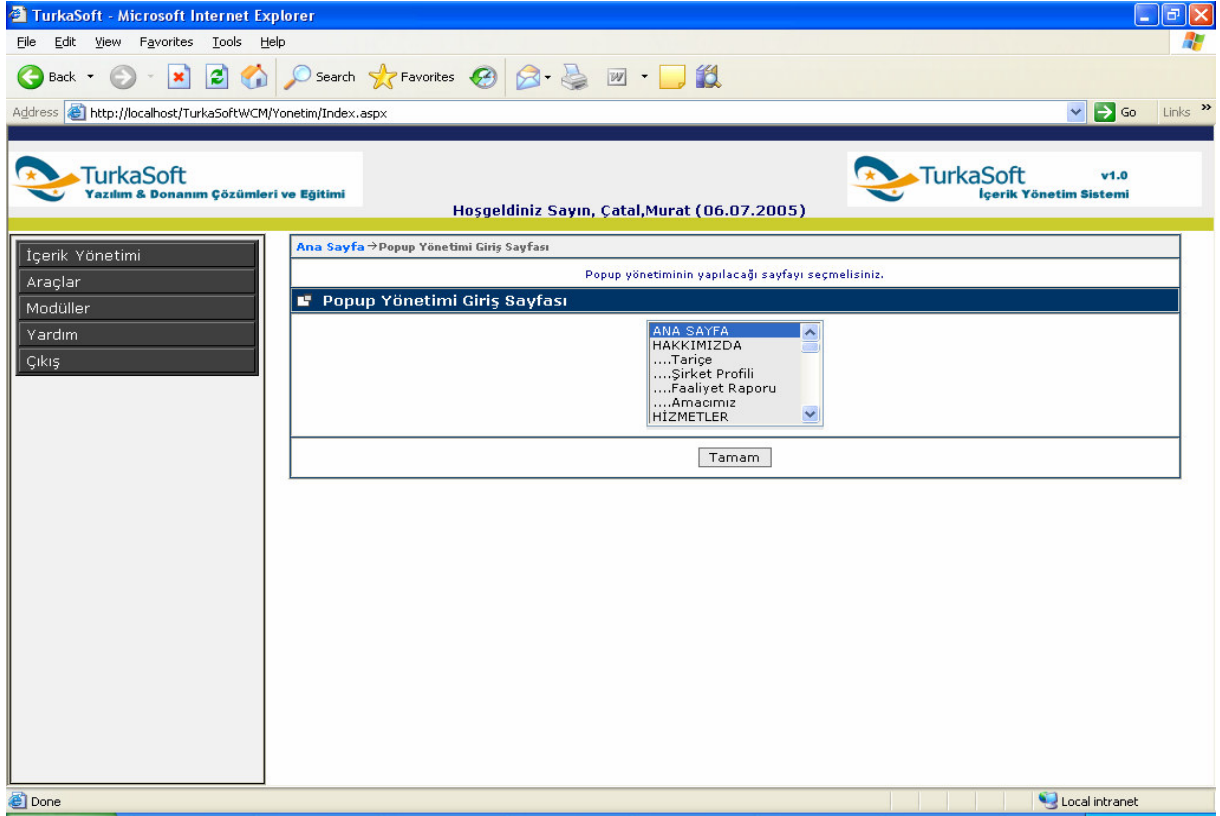 TurkaSoft - Microsoft Internet Explorer
File Edit View Favorites Tools Help
Back Search Favorites
Address http://localhost/TurkaSoftWCM/Yonetim/Index.aspx Go Links »
TurkaSoft
Yazılım & Donanım Çözümleri ve Eğitimi
TurkaSoft v1.0
İçerik Yönetim Sistemi
Hoşgeldiniz Sayın, Çatal,Murat (06.07.2005)
İçerik Yönetimi
Araçlar
Modüller
Yardım
Çıkış
Ana Sayfa→Popup Yönetimi Giriş Sayfası
Popup yönetiminin yapılacağı sayfayı seçmelisiniz.
Popup Yönetimi Giriş Sayfası
ANA SAYFA
HAKKIMIZDA
....Tariçe
....Şirket Profili
....Faaliyet Raporu
....Amacımız
HİZMETLER
Tamam
Done Local intranet